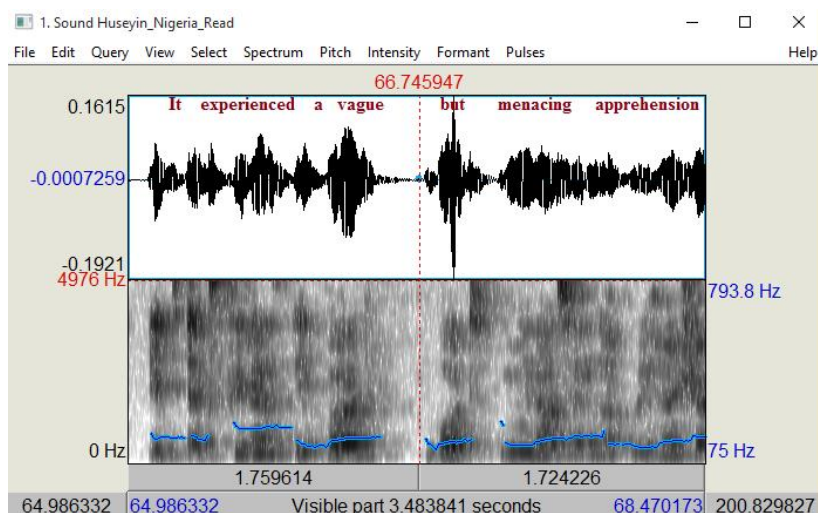 1. Sound Huseyin_Nigeria_Read
File Edit Query View Select Spectrum Pitch Intensity Formant Pulses Help
66.745947
0.1615
It experienced a vague but menacing apprehension
-0.0007259
-0.1921
4976 Hz
793.8 Hz
0 Hz
75 Hz
1.759614 1.724226
64.986332 64.986332 Visible part 3.483841 seconds 68.470173 200.829827